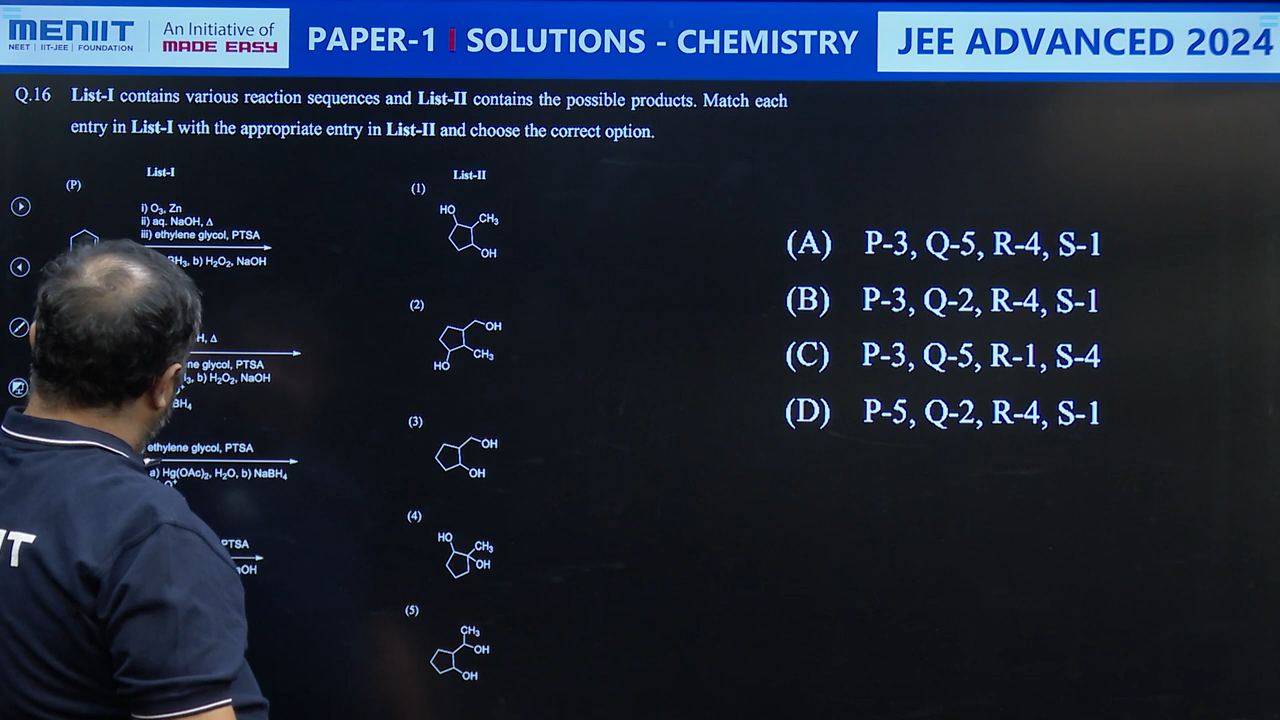 MENIIT
NEET | IIT-JEE | FOUNDATION
An Initiative of
MADE EASY
PAPER-1 | SOLUTIONS - CHEMISTRY
JEE ADVANCED 2024
Q.16 List-I contains various reaction sequences and List-II contains the possible products. Match each
entry in List-I with the appropriate entry in List-II and choose the correct option.
List-I
List-II
(P)
i) O₃, Zn
ii) aq. NaOH, Δ
iii) ethylene glycol, PTSA
b) H₂O₂, NaOH
Δ
glycol, PTSA
b) H₂O₂, NaOH
ethylene glycol, PTSA
a) Hg(OAc)₂, H₂O, b) NaBH₄
(1)
HO
CH₃
OH
(2)
OH
CH₃
HO
(3)
OH
OH
(4)
HO
CH₃
OH
(5)
CH₃
OH
OH
(A) P-3, Q-5, R-4, S-1
(B) P-3, Q-2, R-4, S-1
(C) P-3, Q-5, R-1, S-4
(D) P-5, Q-2, R-4, S-1